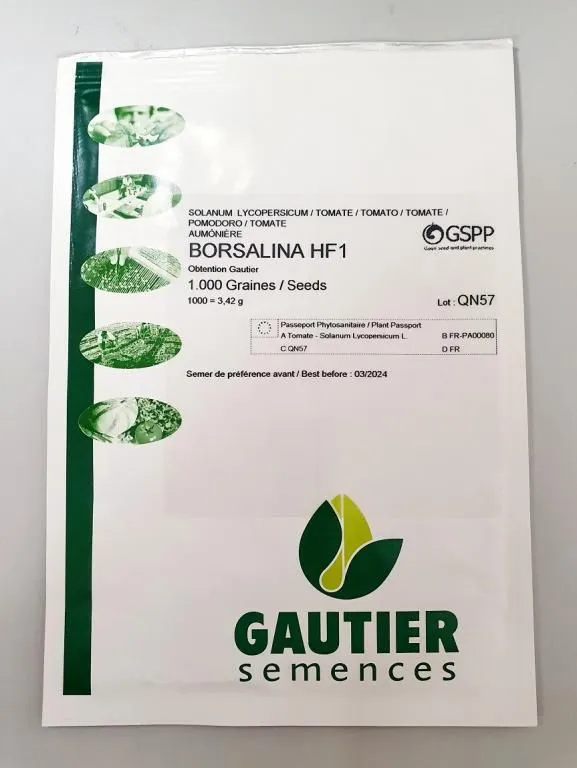 SOLANUM LYCOPERSICUM / TOMATE / TOMATO / TOMATE /
POMODORO / TOMATE
AUMÔNIÈRE
BORSALINA HF1
GSPP
Good seed and plant practices
Obtention Gautier
1.000 Graines / Seeds
1000 = 3,42 g
Lot : QN57
Passeport Phytosanitaire / Plant Passport
A Tomate - Solanum Lycopersicum L. B FR-PA00080
C QN57 D FR
Semer de préférence avant / Best before : 03/2024
GAUTIER
semences